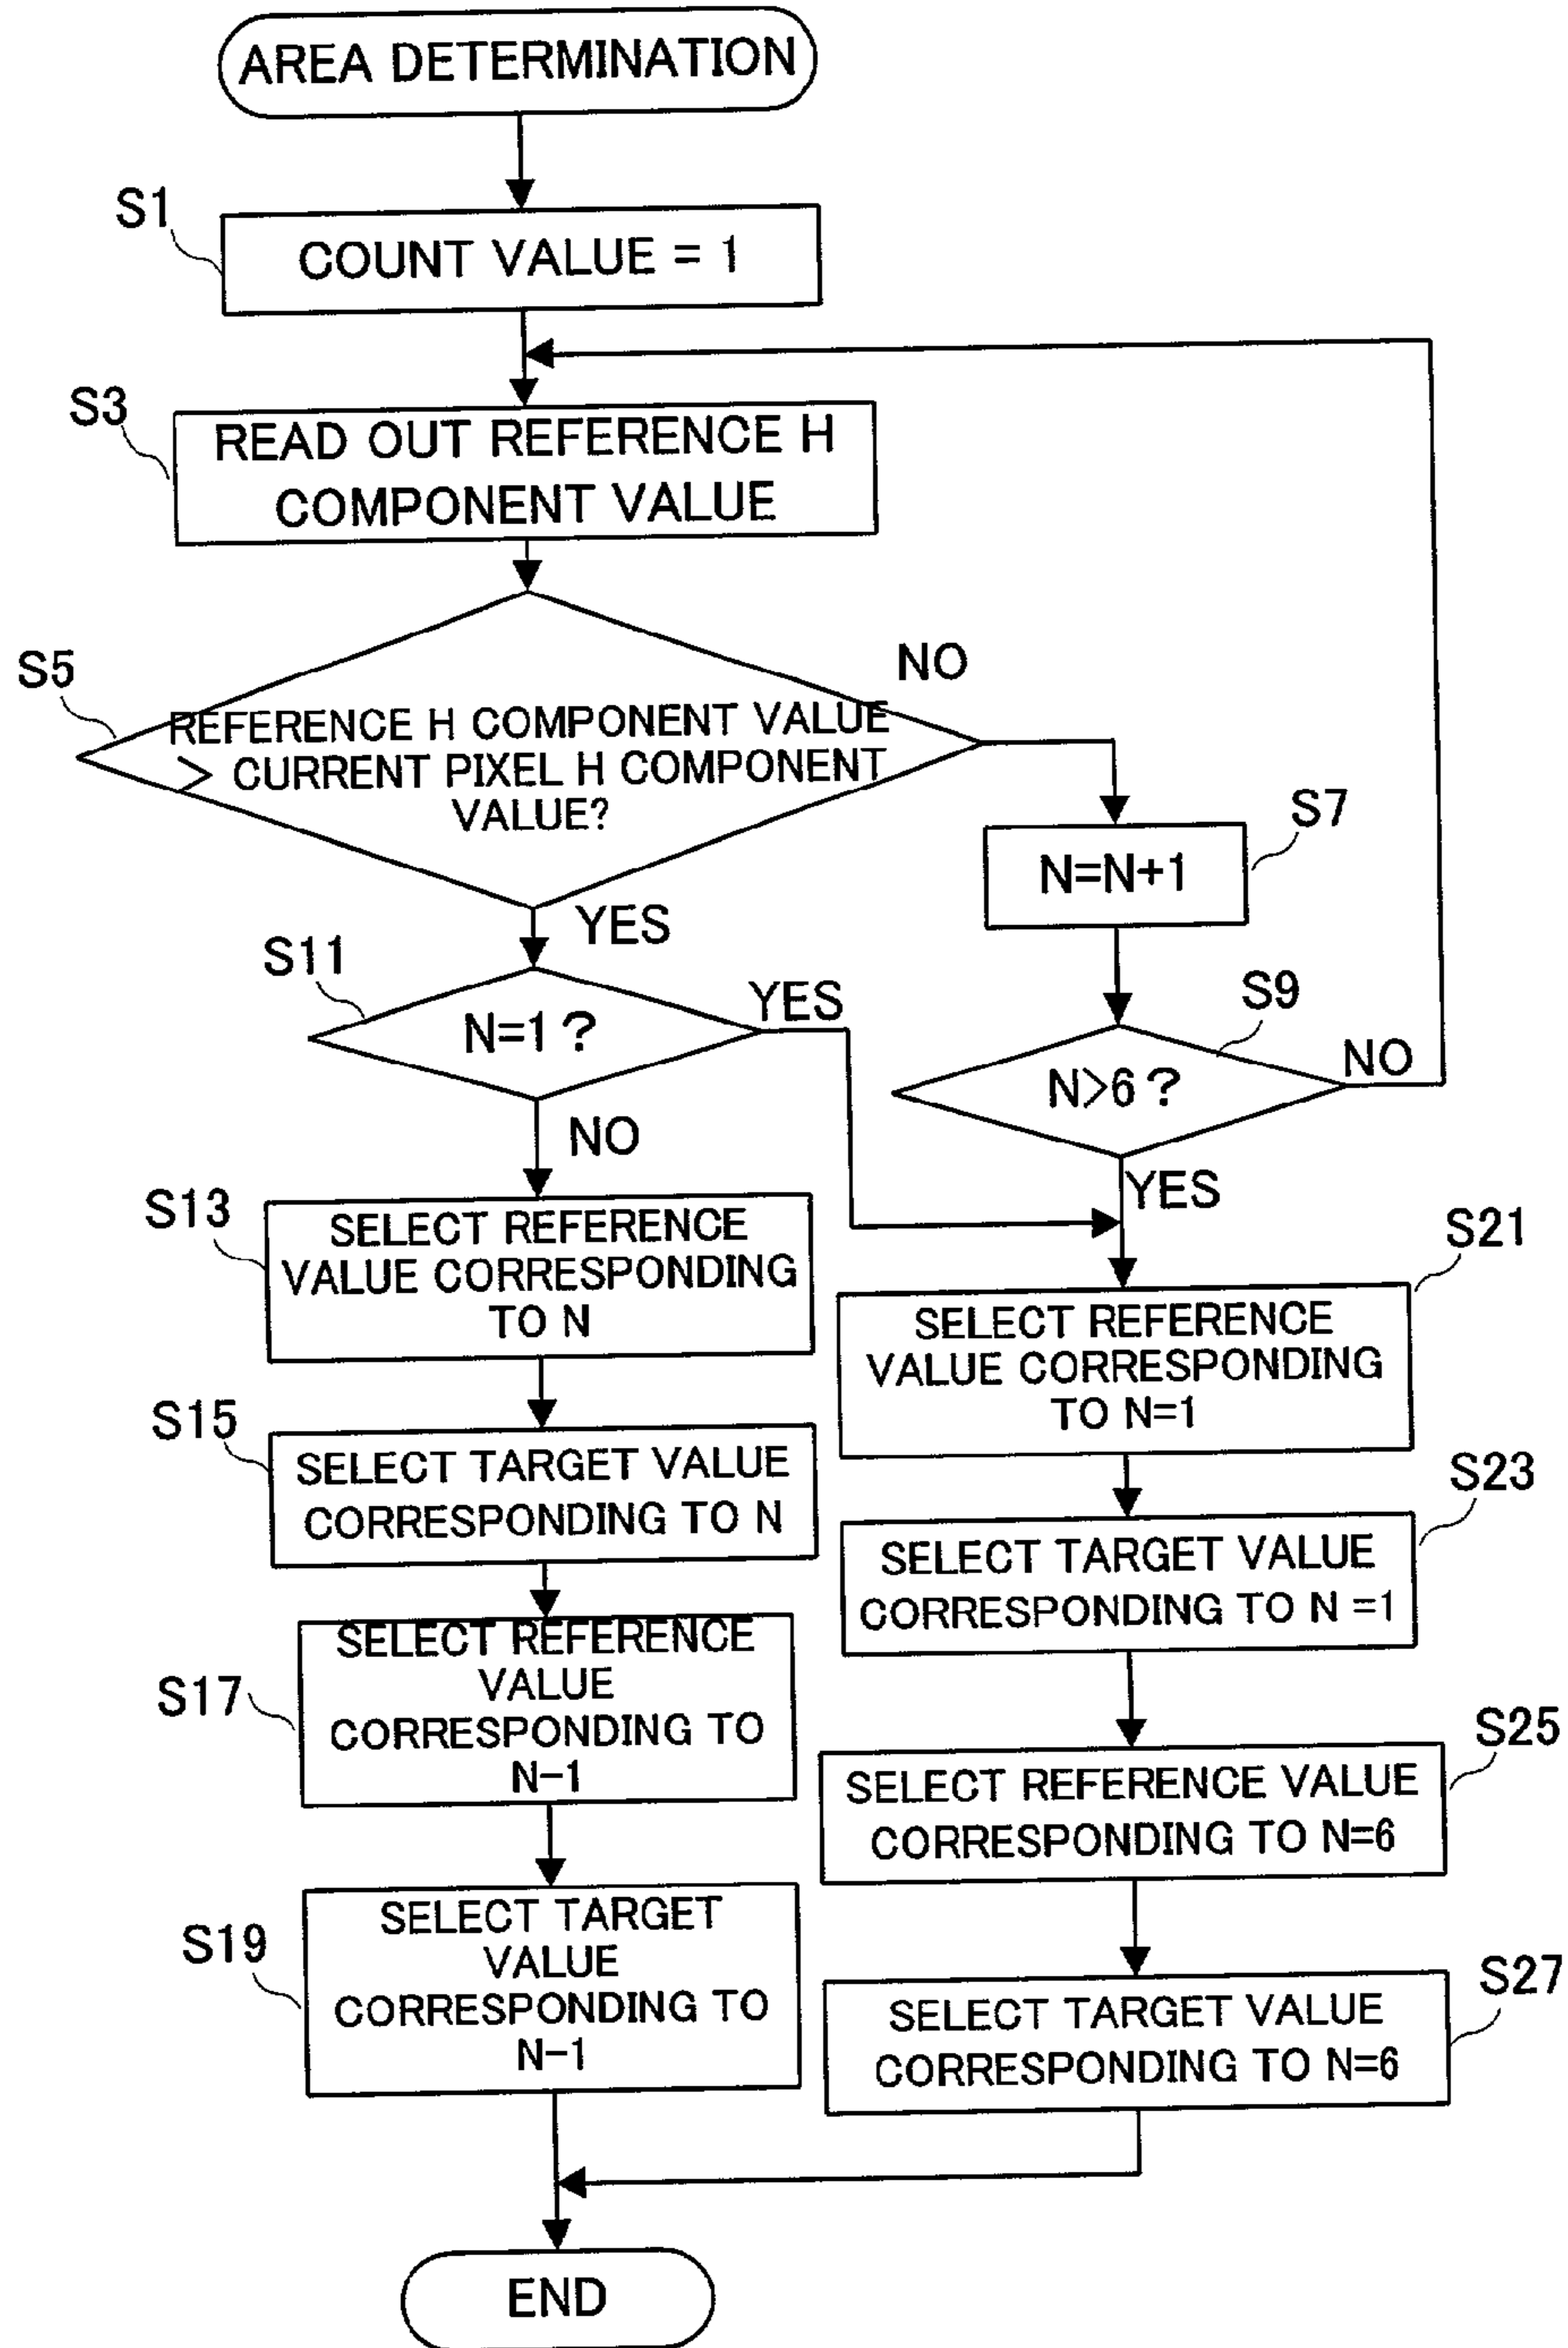 AREA DETERMINATION
S1
COUNT VALUE = 1
S3
READ OUT REFERENCE H
COMPONENT VALUE
S5
REFERENCE H COMPONENT VALUE
> CURRENT PIXEL H COMPONENT
VALUE?
NO
YES
S7
N=N+1
S9
N>6 ?
NO
YES
S11
N=1 ?
YES
NO
S13
SELECT REFERENCE
VALUE CORRESPONDING
TO N
S15
SELECT TARGET VALUE
CORRESPONDING TO N
S17
SELECT REFERENCE
VALUE
CORRESPONDING TO
N-1
S19
SELECT TARGET
VALUE
CORRESPONDING TO
N-1
S21
SELECT REFERENCE
VALUE CORRESPONDING
TO N=1
S23
SELECT TARGET VALUE
CORRESPONDING TO N =1
S25
SELECT REFERENCE VALUE
CORRESPONDING TO N=6
S27
SELECT TARGET VALUE
CORRESPONDING TO N=6
END